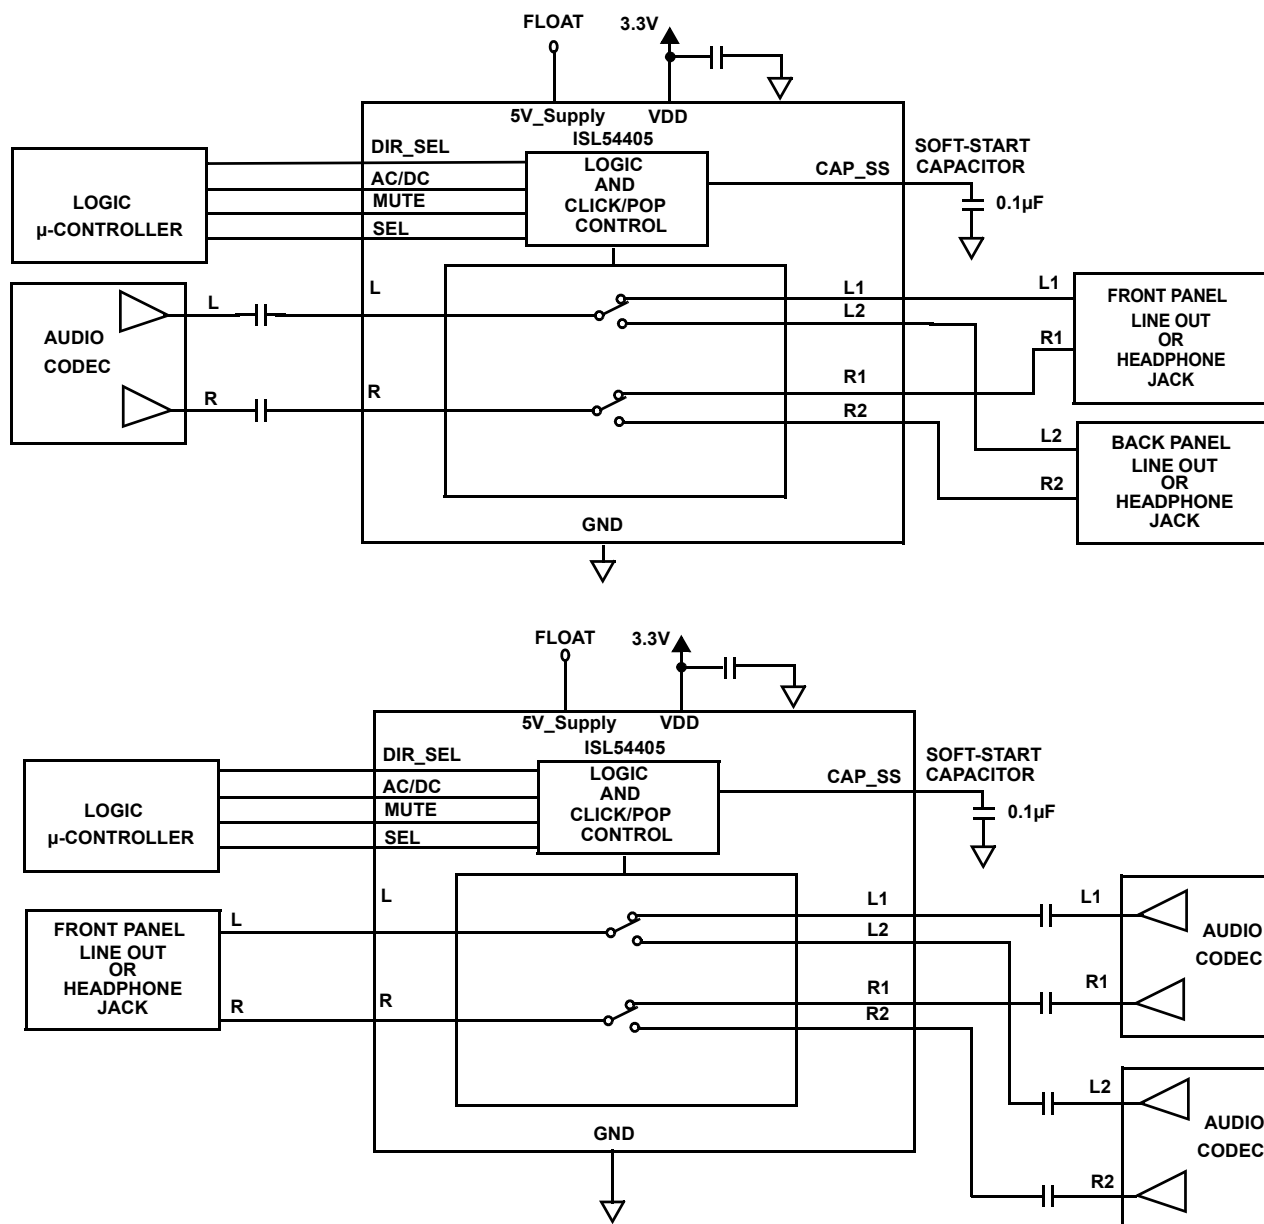 FLOAT
3.3V
5V_Supply
VDD
ISL54405
DIR_SEL
AC/DC
MUTE
SEL
LOGIC
AND
CLICK/POP
CONTROL
CAP_SS
SOFT-START
CAPACITOR
0.1µF
LOGIC
µ-CONTROLLER
AUDIO
CODEC
L
R
L
R
L1
L2
R1
R2
L1
R1
L2
R2
FRONT PANEL
LINE OUT
OR
HEADPHONE
JACK
BACK PANEL
LINE OUT
OR
HEADPHONE
JACK
GND
FLOAT
3.3V
5V_Supply
VDD
ISL54405
DIR_SEL
AC/DC
MUTE
SEL
LOGIC
AND
CLICK/POP
CONTROL
CAP_SS
SOFT-START
CAPACITOR
0.1µF
LOGIC
µ-CONTROLLER
FRONT PANEL
LINE OUT
OR
HEADPHONE
JACK
L
R
L
R
L1
L2
R1
R2
L1
R1
L2
R2
AUDIO
CODEC
AUDIO
CODEC
GND